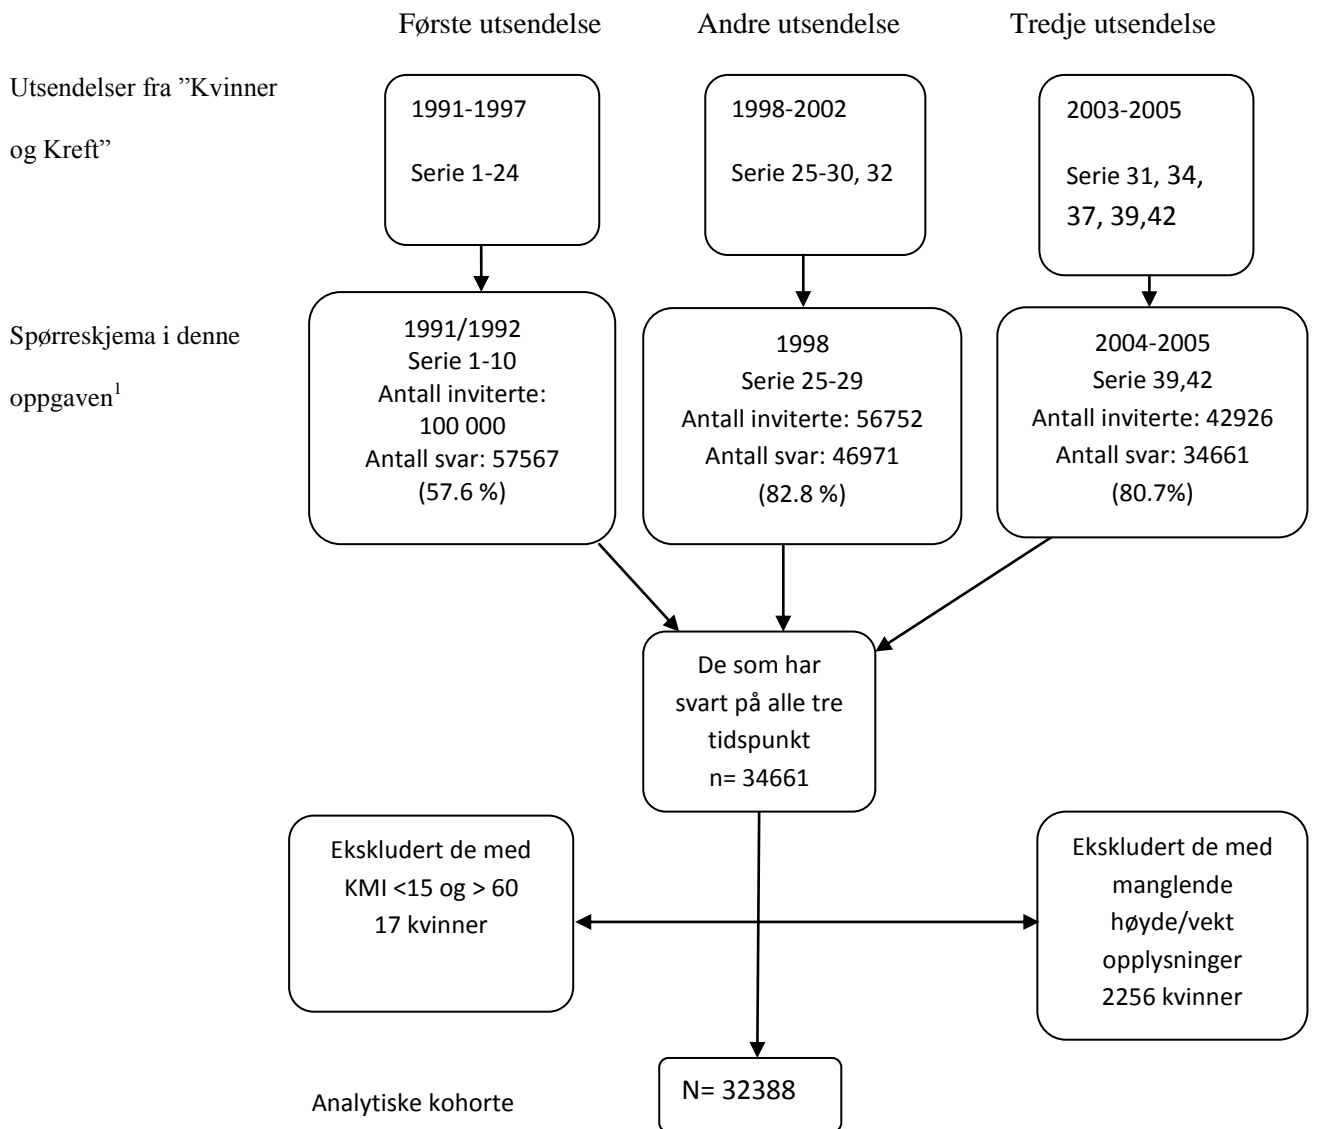 Første utsendelse
Andre utsendelse
Tredje utsendelse
Utsendelser fra ”Kvinner
og Kreft”
1991-1997
Serie 1-24
1998-2002
Serie 25-30, 32
2003-2005
Serie 31, 34,
37, 39,42
Spørreskjema i denne
oppgaven¹
1991/1992
Serie 1-10
Antall inviterte:
100 000
Antall svar: 57567
(57.6 %)
1998
Serie 25-29
Antall inviterte: 56752
Antall svar: 46971
(82.8 %)
2004-2005
Serie 39,42
Antall inviterte: 42926
Antall svar: 34661
(80.7%)
De som har
svart på alle tre
tidspunkt
n= 34661
Ekskludert de med
KMI <15 og > 60
17 kvinner
Ekskludert de med
manglende
høyde/vekt
opplysninger
2256 kvinner
Analytiske kohorte
N= 32388